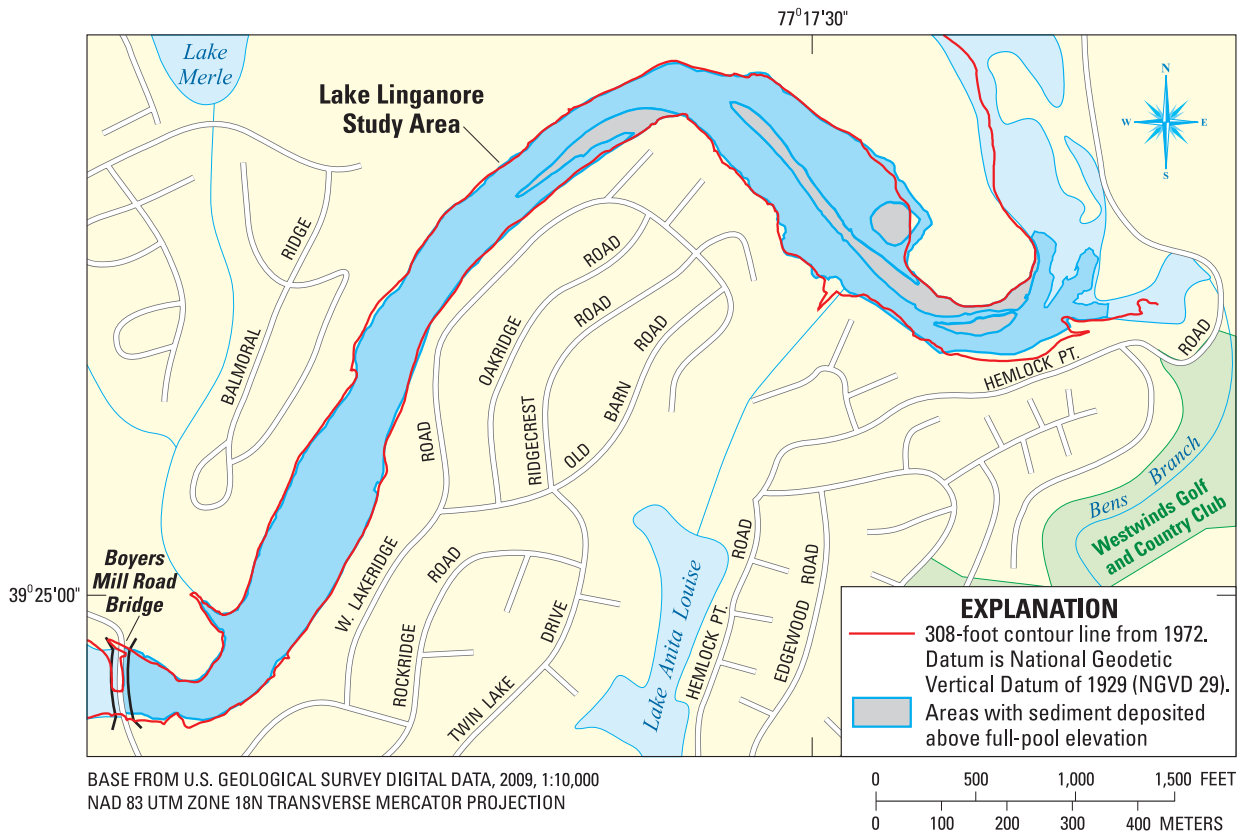 77°17'30"
Lake
Merle
Lake Linganore
Study Area
N
W
E
S
RIDGE
BALMORAL
ROAD
OAKRIDGE
ROAD
RIDGECREST
ROAD
BARN
OLD
ROAD
HEMLOCK PT.
ROAD
Bens Branch
Westwinds Golf
and Country Club
Boyers
Mill Road
Bridge
39°25'00"
W. LAKERIDGE
ROAD
ROCKRIDGE
TWIN LAKE
DRIVE
Lake Anita Louise
HEMLOCK PT.
ROAD
EDGEWOOD
ROAD
EXPLANATION
308-foot contour line from 1972.
Datum is National Geodetic
Vertical Datum of 1929 (NGVD 29).
Areas with sediment deposited
above full-pool elevation
BASE FROM U.S. GEOLOGICAL SURVEY DIGITAL DATA, 2009, 1:10,000
NAD 83 UTM ZONE 18N TRANSVERSE MERCATOR PROJECTION
0 500 1,000 1,500 FEET
0 100 200 300 400 METERS